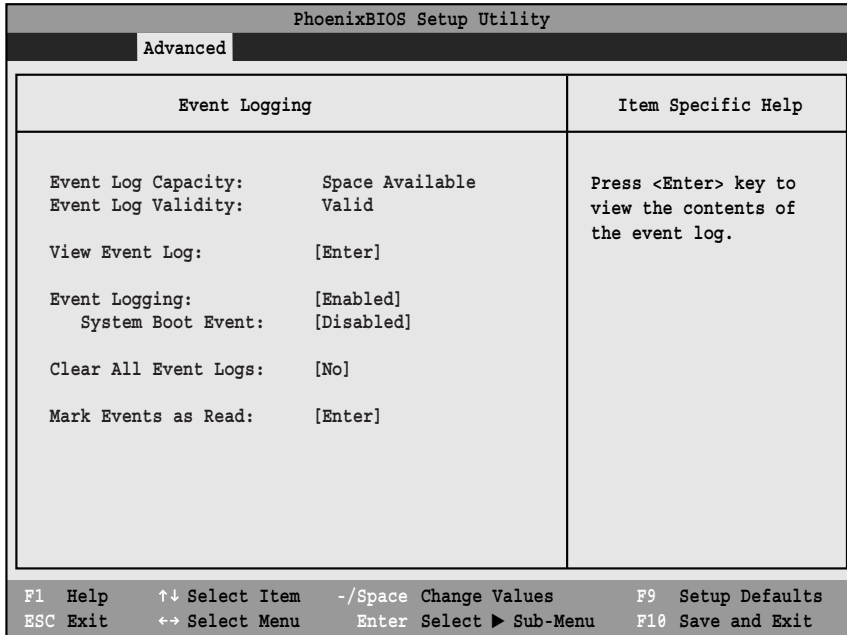 PhoenixBIOS Setup Utility
Advanced
Event Logging
Item Specific Help
Event Log Capacity: Space Available
Event Log Validity: Valid
View Event Log: [Enter]
Event Logging: [Enabled]
System Boot Event: [Disabled]
Clear All Event Logs: [No]
Mark Events as Read: [Enter]
Press <Enter> key to
view the contents of
the event log.
F1 Help ↑↓ Select Item -/Space Change Values F9 Setup Defaults
ESC Exit ←→ Select Menu Enter Select ▶ Sub-Menu F10 Save and Exit